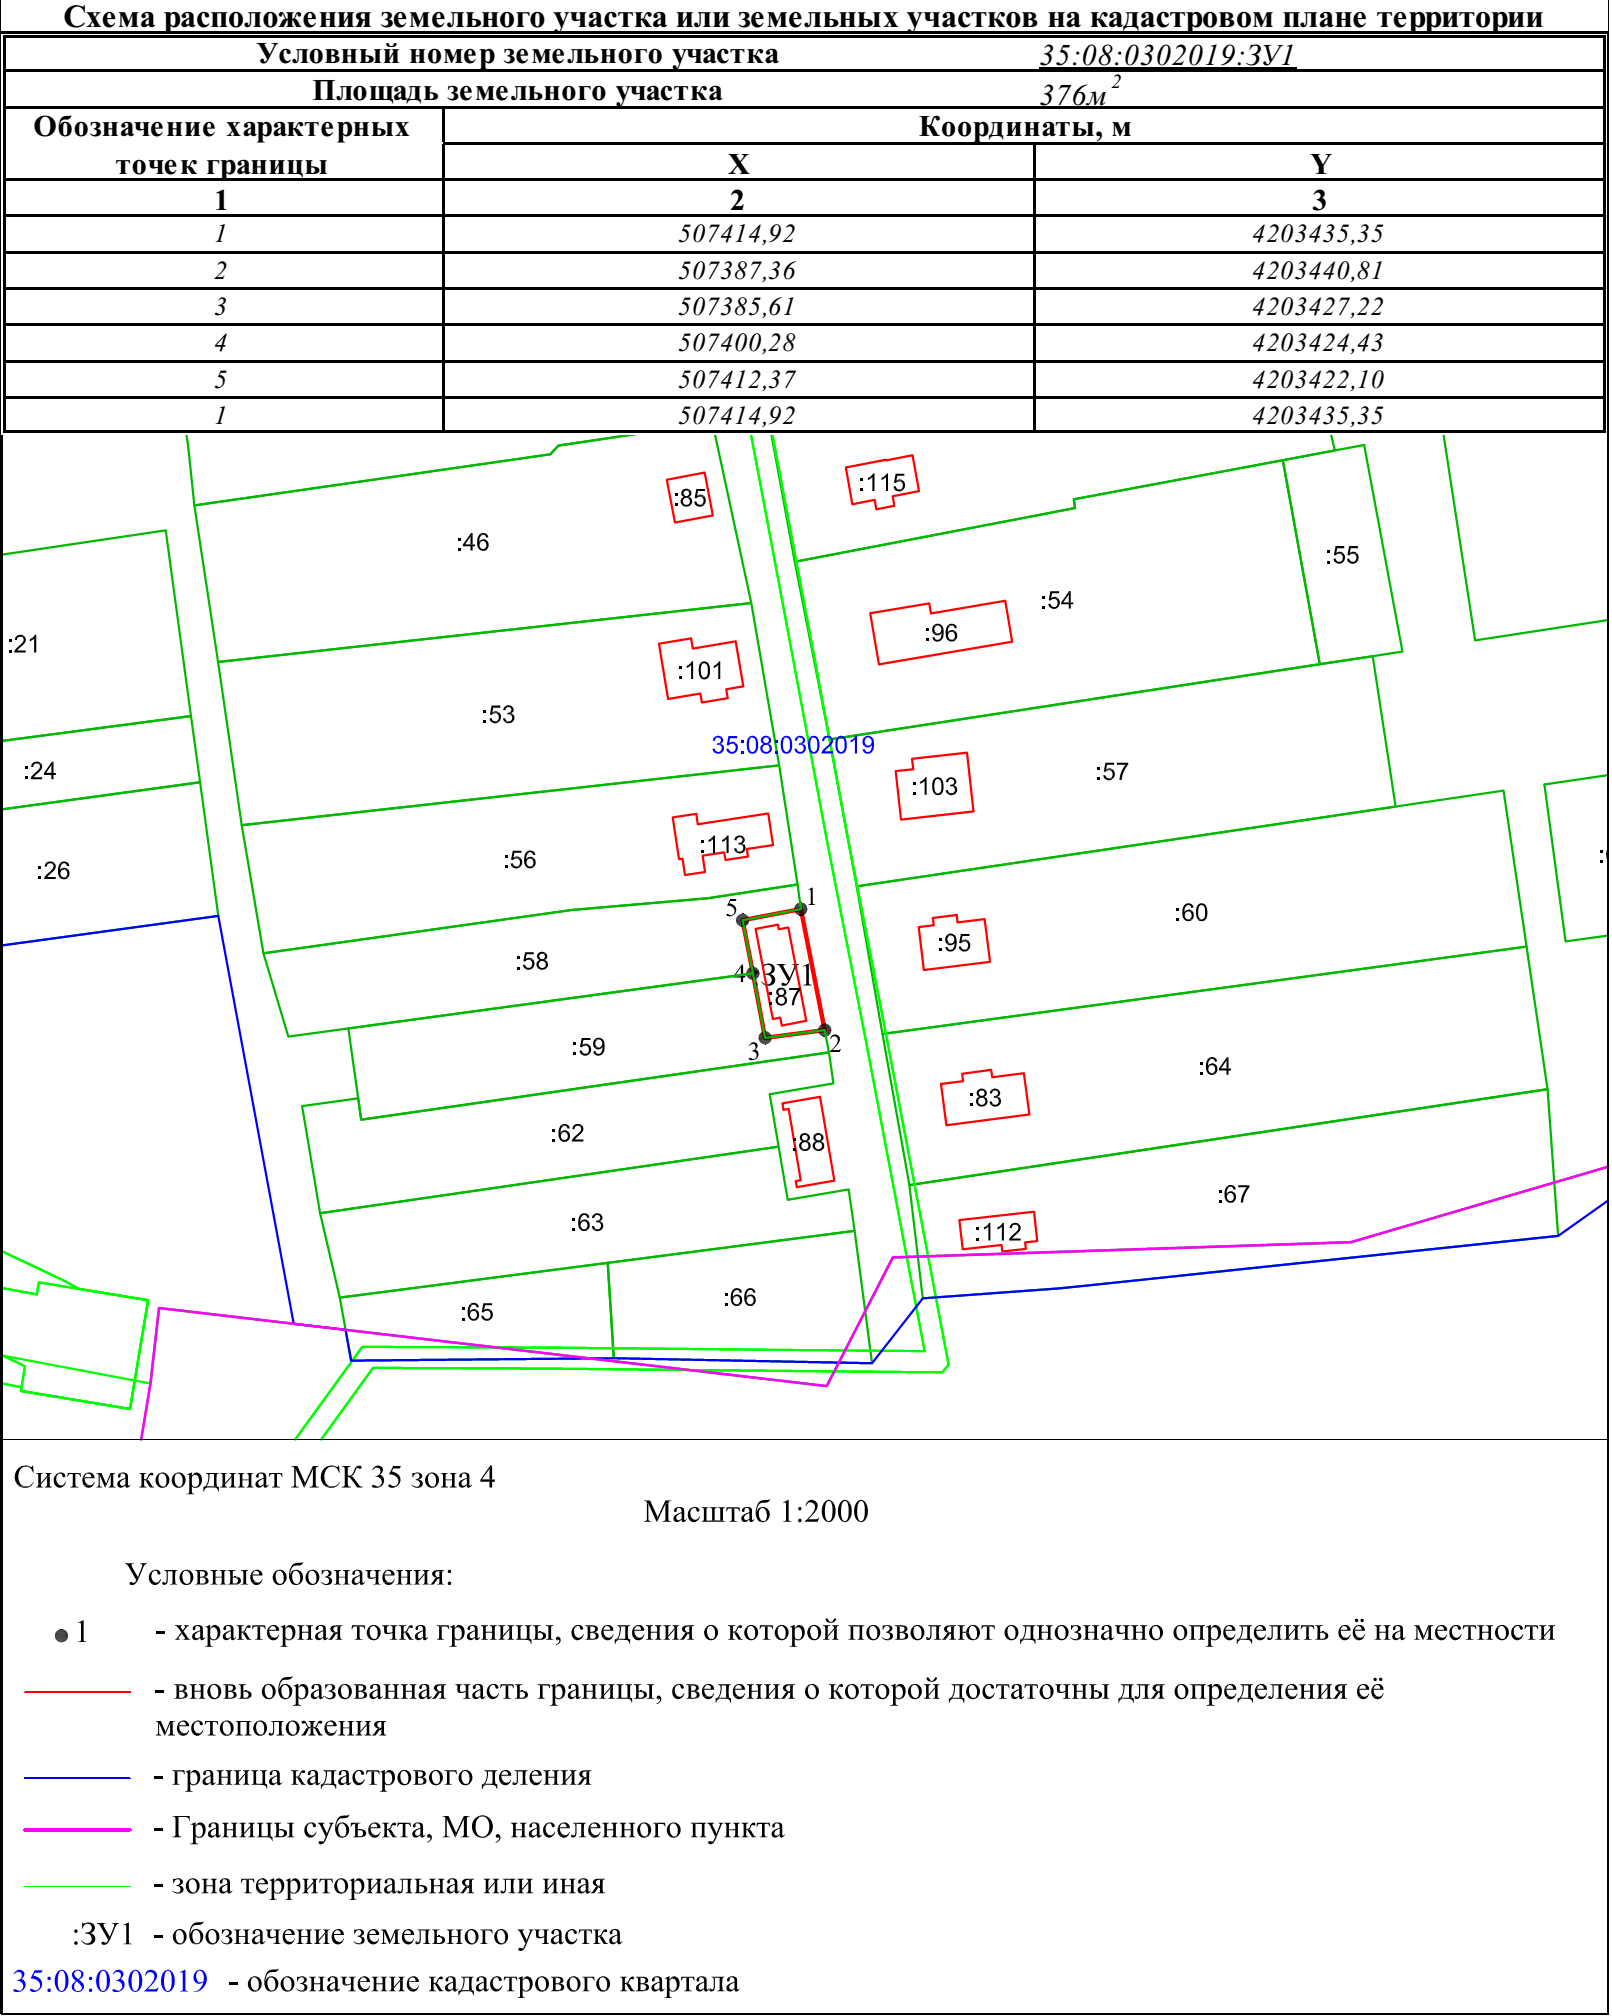 Схема расположения земельного участка или земельных участков на кадастровом плане территории
Условный номер земельного участка 35:08:0302019:ЗУ1
Площадь земельного участка 376м²
Обозначение характерных точек границы
Координаты, м
X Y
1 2 3
1 507414,92 4203435,35
2 507387,36 4203440,81
3 507385,61 4203427,22
4 507400,28 4203424,43
5 507412,37 4203422,10
1 507414,92 4203435,35
:115
:85
:46
:55
:54
:96
:21
:101
:53
35:08:0302019
:24
:57
:103
:113
:56
:26
1
5
:60
:95
:58
4
:ЗУ1
:87
2
3
:59
:64
:83
:62
:88
:67
:63
:112
:66
:65
Система координат МСК 35 зона 4
Масштаб 1:2000
Условные обозначения:
1 - характерная точка границы, сведения о которой позволяют однозначно определить её на местности
- вновь образованная часть границы, сведения о которой достаточны для определения её
местоположения
- граница кадастрового деления
- Границы субъекта, МО, населенного пункта
- зона территориальная или иная
:ЗУ1 - обозначение земельного участка
35:08:0302019 - обозначение кадастрового квартала